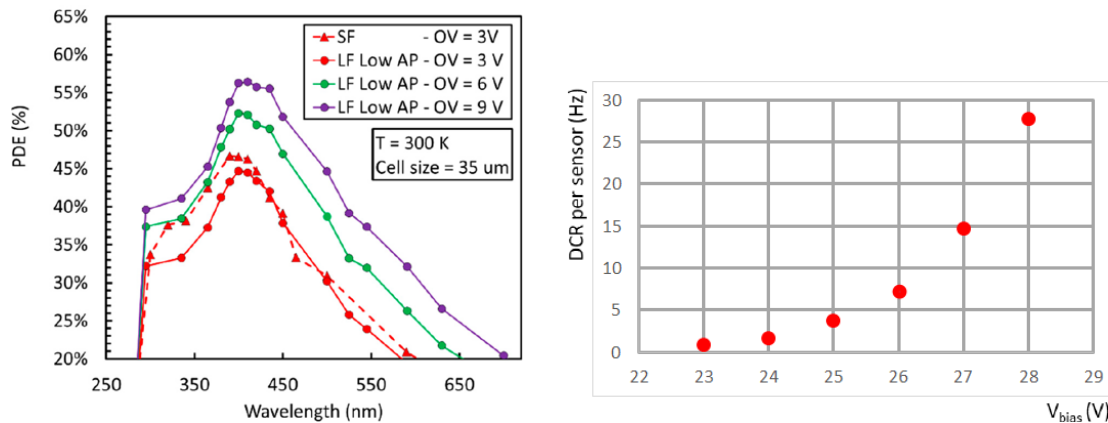 65%
60%
55%
50%
45%
40%
35%
30%
25%
20%
PDE (%)
SF - OV = 3V
LF Low AP - OV = 3 V
LF Low AP - OV = 6 V
LF Low AP - OV = 9 V
T = 300 K
Cell size = 35 um
250 350 450 550 650
Wavelength (nm)
DCR per sensor (Hz)
30
25
20
15
10
5
0
22 23 24 25 26 27 28 29
Vbias (V)